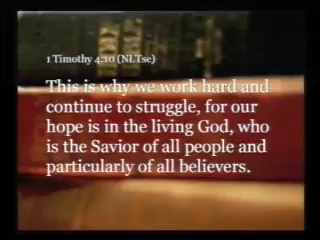 1 Timothy 4:10 (NLTse)
This is why we work hard and
continue to struggle, for our
hope is in the living God, who
is the Savior of all people and
particularly of all believers.